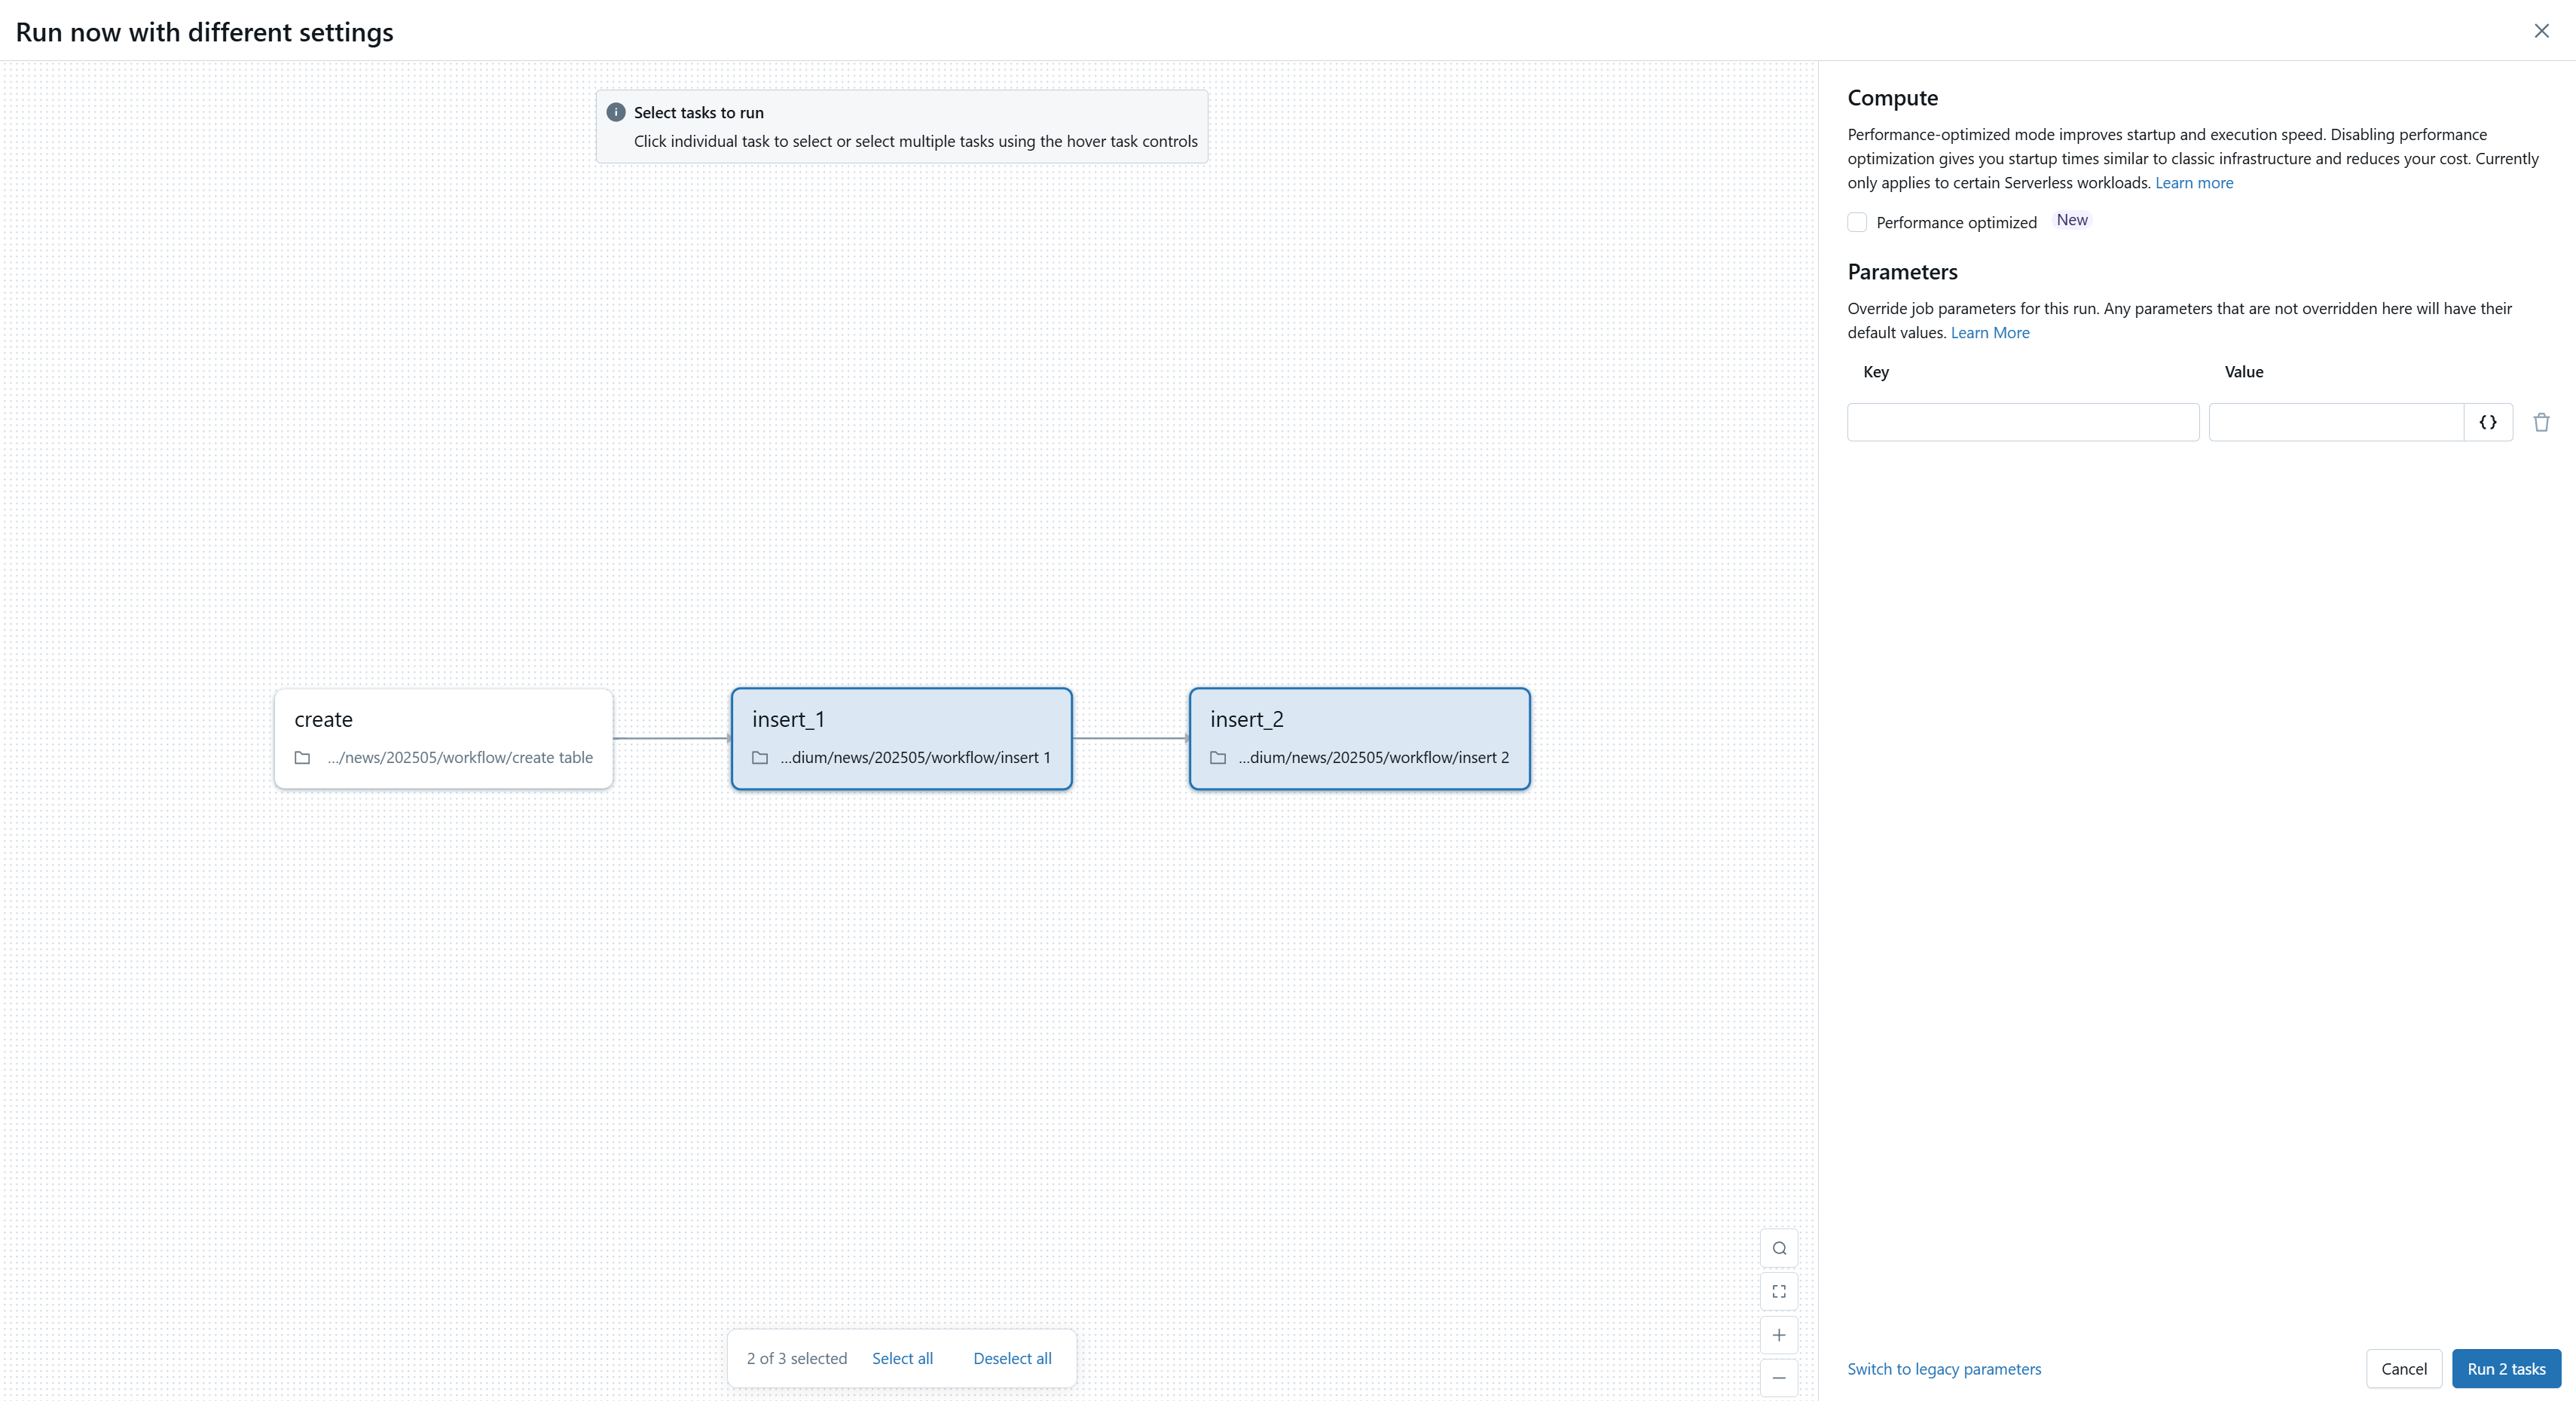 Run now with different settings
Select tasks to run
Click individual task to select or select multiple tasks using the hover task controls
create
.../news/202505/workflow/create table
insert_1
...dium/news/202505/workflow/insert 1
insert_2
...dium/news/202505/workflow/insert 2
2 of 3 selected Select all Deselect all
Compute
Performance-optimized mode improves startup and execution speed. Disabling performance
optimization gives you startup times similar to classic infrastructure and reduces your cost. Currently
only applies to certain Serverless workloads. Learn more
Performance optimized New
Parameters
Override job parameters for this run. Any parameters that are not overridden here will have their
default values. Learn More
Key Value
{}
Switch to legacy parameters Cancel Run 2 tasks